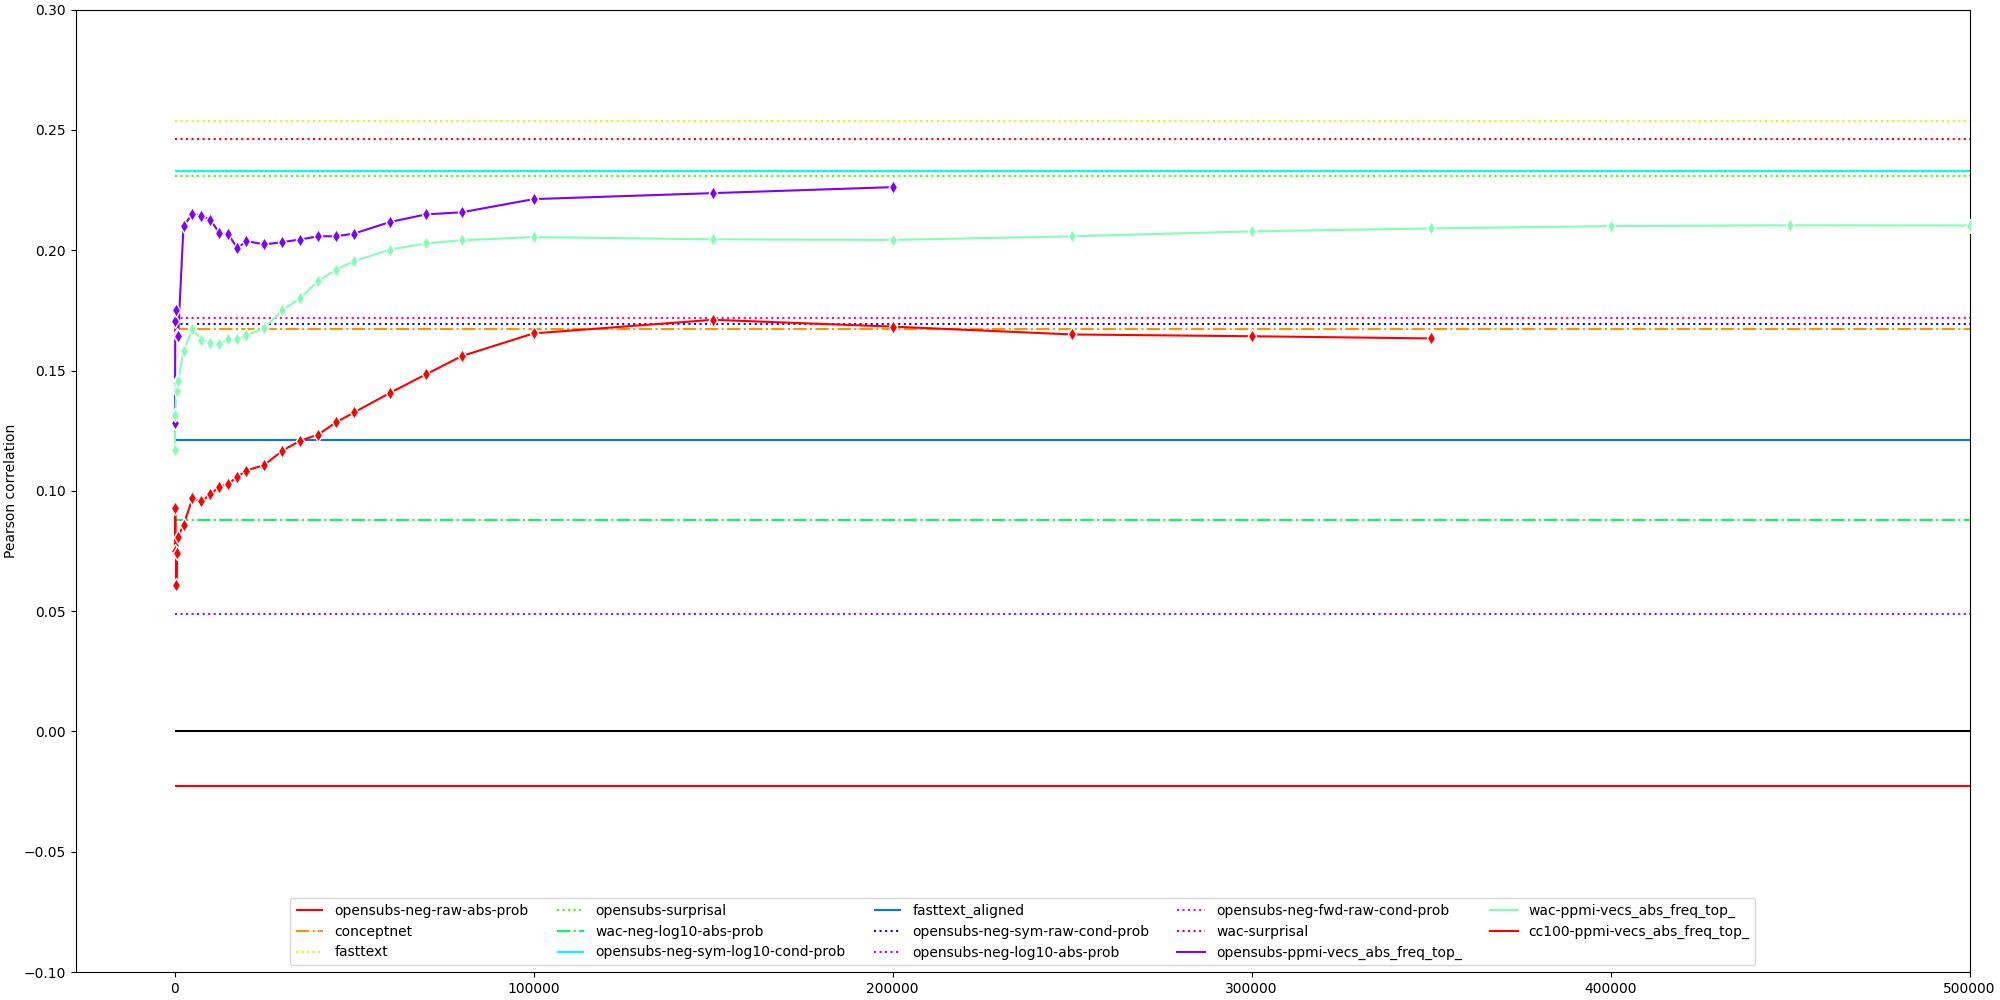 0.30
0.25
0.20
0.15
0.10
0.05
0.00
−0.05
−0.10
Pearson correlation
0 100000 200000 300000 400000 500000
opensubs-neg-raw-abs-prob
conceptnet
fasttext
opensubs-surprisal
wac-neg-log10-abs-prob
opensubs-neg-sym-log10-cond-prob
fasttext_aligned
opensubs-neg-sym-raw-cond-prob
opensubs-neg-log10-abs-prob
opensubs-neg-fwd-raw-cond-prob
wac-surprisal
opensubs-ppmi-vecs_abs_freq_top_
wac-ppmi-vecs_abs_freq_top_
cc100-ppmi-vecs_abs_freq_top_